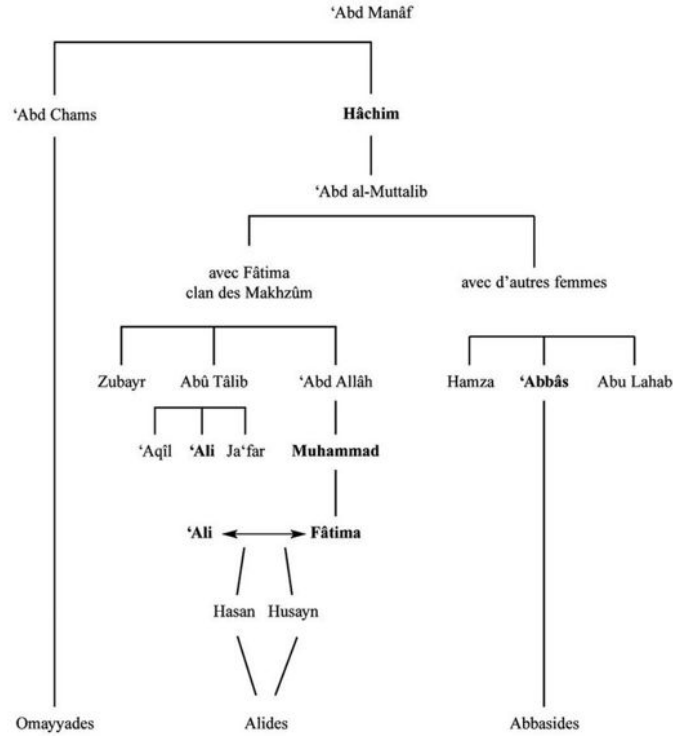 ‘Abd Manâf
‘Abd Chams
Hâchim
‘Abd al-Muttalib
avec Fâtima
clan des Makhzûm
avec d’autres femmes
Zubayr
Abû Tâlib
‘Abd Allâh
Hamza
‘Abbâs
Abu Lahab
‘Aqîl
‘Ali
Ja‘far
Muhammad
‘Ali
Fâtima
Hasan
Husayn
Omayyades
Alides
Abbasides